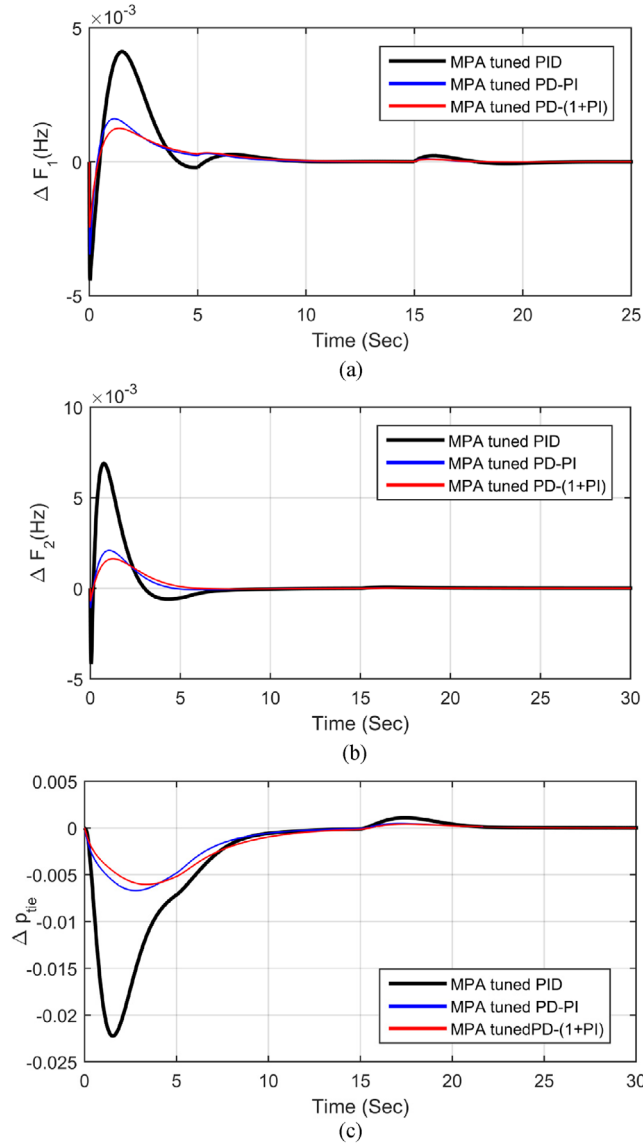 ×10⁻³
5
0
-5
Δ F₁(Hz)
MPA tuned PID
MPA tuned PD-PI
MPA tuned PD-(1+PI)
0 5 10 15 20 25
Time (Sec)
(a)
×10⁻³
10
5
0
-5
Δ F₂(Hz)
MPA tuned PID
MPA tuned PD-PI
MPA tuned PD-(1+PI)
0 5 10 15 20 25 30
Time (Sec)
(b)
0.005
0
-0.005
-0.01
-0.015
-0.02
-0.025
Δ pₜᵢₑ
MPA tuned PID
MPA tuned PD-PI
MPA tunedPD-(1+PI)
0 5 10 15 20 25 30
Time (Sec)
(c)